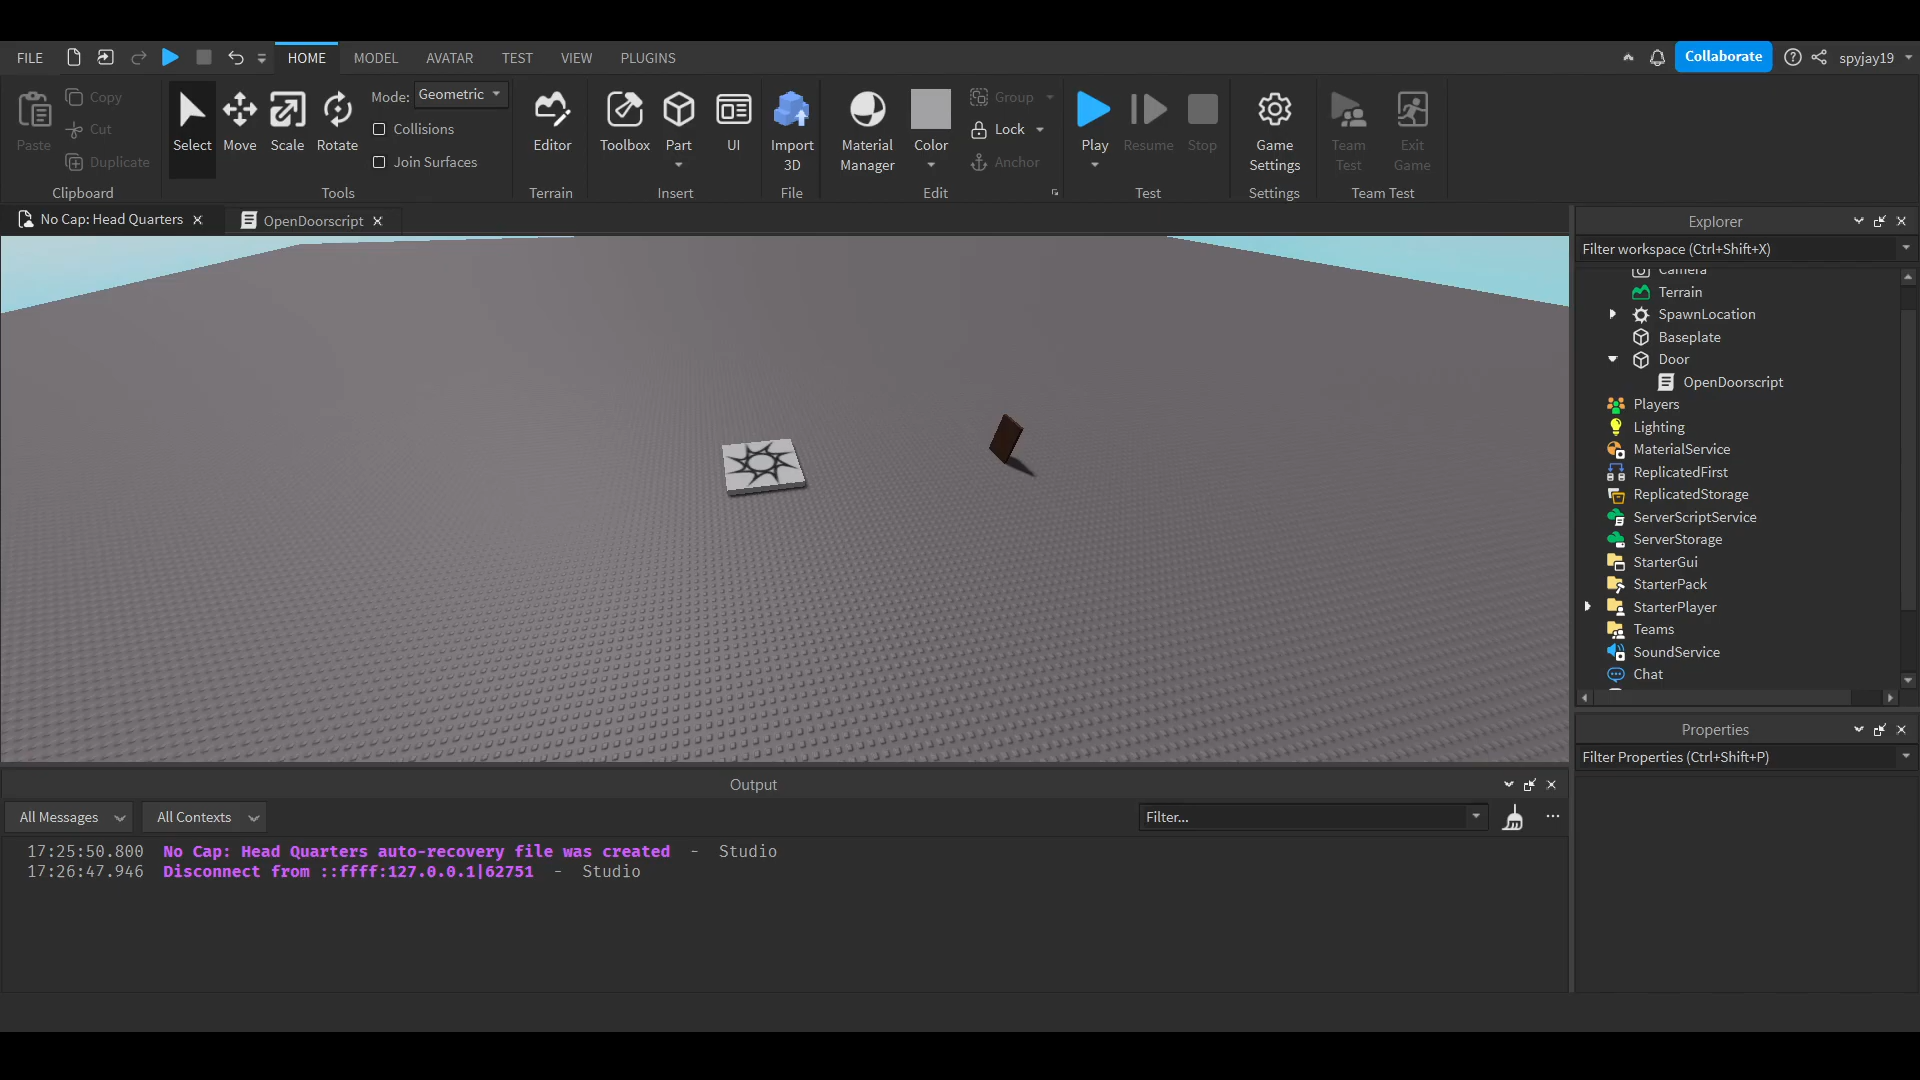 FILE
HOME
MODEL
AVATAR
TEST
VIEW
PLUGINS
Collaborate
spyjay19
Paste
Copy
Cut
Duplicate
Clipboard
Select
Move
Scale
Rotate
Mode: Geometric
Collisions
Join Surfaces
Tools
Editor
Terrain
Toolbox
Part
UI
Insert
Import
3D
File
Material
Manager
Color
Group
Lock
Anchor
Edit
Play
Resume
Stop
Test
Game
Settings
Settings
Team
Test
Exit
Game
Team Test
No Cap: Head Quarters
OpenDoorscript
Explorer
Filter workspace (Ctrl+Shift+X)
Camera
Terrain
SpawnLocation
Baseplate
Door
OpenDoorscript
Players
Lighting
MaterialService
ReplicatedFirst
ReplicatedStorage
ServerScriptService
ServerStorage
StarterGui
StarterPack
StarterPlayer
Teams
SoundService
Chat
Properties
Filter Properties (Ctrl+Shift+P)
Output
All Messages
All Contexts
Filter...
17:25:50.800 No Cap: Head Quarters auto-recovery file was created - Studio
17:26:47.946 Disconnect from ::ffff:127.0.0.1|62751 - Studio